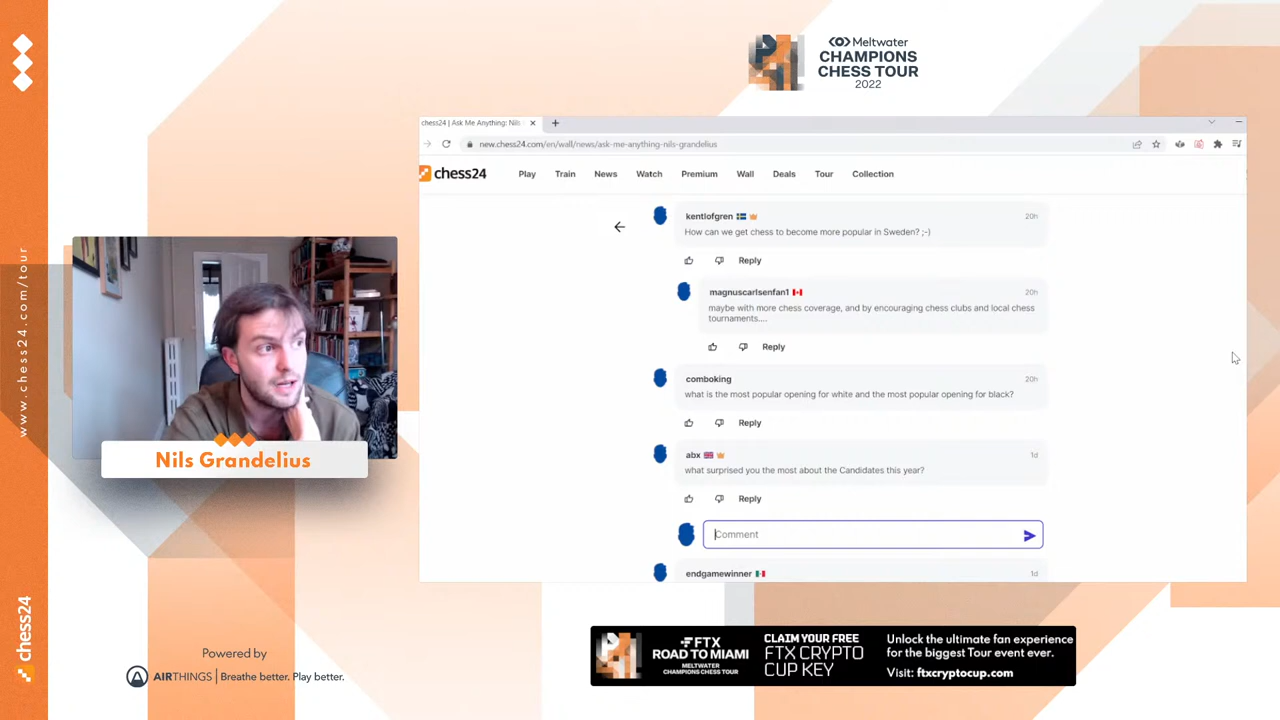 Meltwater
CHAMPIONS
CHESS TOUR
2022
www.chess24.com/tour
chess24
chess24 | Ask Me Anything: Nils
new.chess24.com/en/wall/news/ask-me-anything-nils-grandelius
chess24 Play Train News Watch Premium Wall Deals Tour Collection
kentlofgren 20h
How can we get chess to become more popular in Sweden? ;-)
Reply
magnuscarlsenfan1 20h
maybe with more chess coverage, and by encouraging chess clubs and local chess
tournaments....
Reply
comboking 20h
what is the most popular opening for white and the most popular opening for black?
Reply
abx 1d
what surprised you the most about the Candidates this year?
Reply
Comment
endgamewinner 1d
Nils Grandelius
Powered by
AIRTHINGS | Breathe better. Play better.
FTX
ROAD TO MIAMI
MELTWATER
CHAMPIONS CHESS TOUR
CLAIM YOUR FREE
FTX CRYPTO
CUP KEY
Unlock the ultimate fan experience
for the biggest Tour event ever.
Visit: ftxcryptocup.com